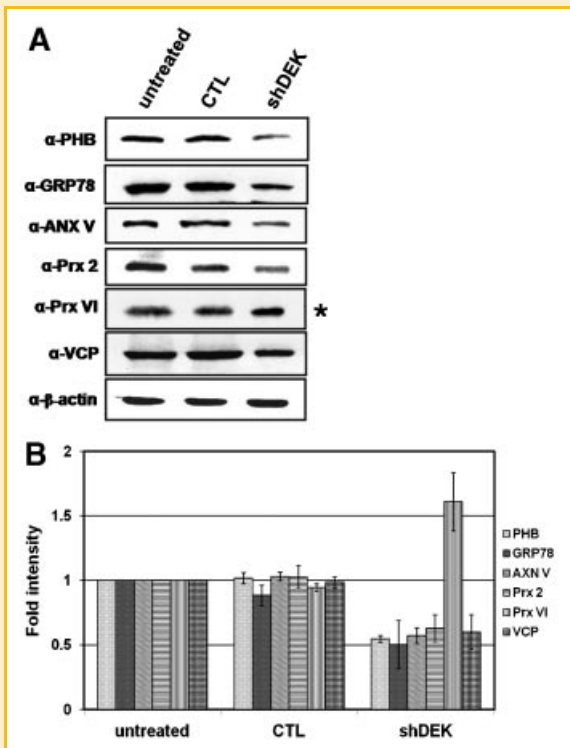 A
untreated CTL shDEK
α-PHB
α-GRP78
α-ANX V
α-Prx 2
α-Prx VI
*
α-VCP
α-β-actin
B
2
1.5
1
0.5
0
Fold intensity
untreated CTL shDEK
PHB
GRP78
AXN V
Prx 2
Prx VI
VCP